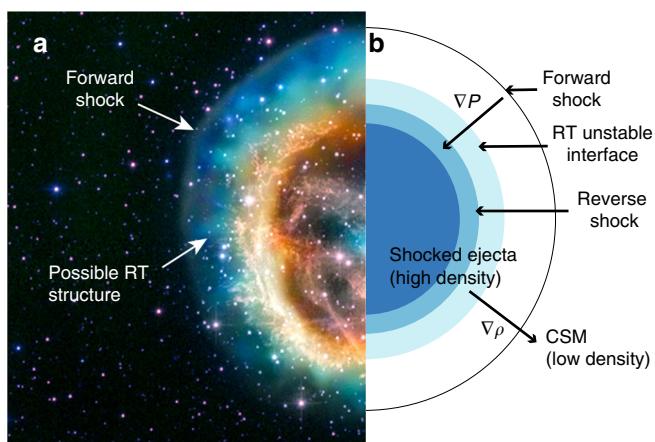 a
Forward
shock
Possible RT
structure
b
∇P
Forward
shock
RT unstable
interface
Reverse
shock
Shocked ejecta
(high density)
∇ρ
CSM
(low density)